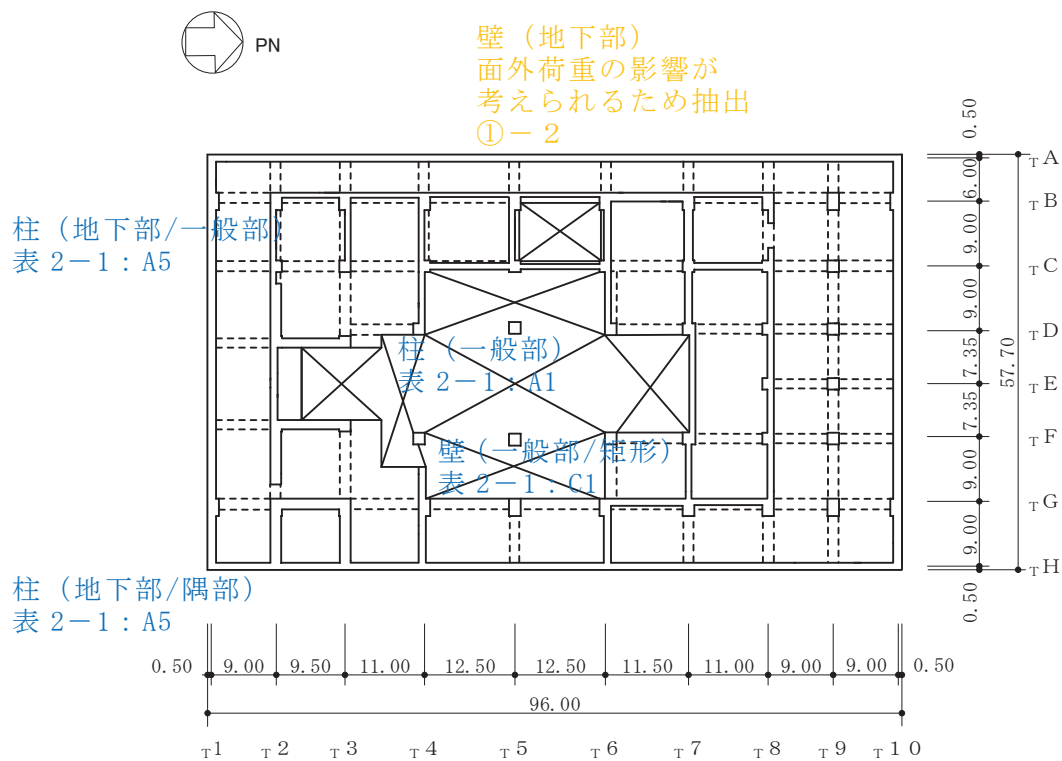 PN
壁（地下部）
面外荷重の影響が
考えられるため抽出
①－２
柱（地下部/一般部）
表 2－1：A5
柱（一般部）
表 2－1：A1
壁（一般部/矩形）
表 2－1：C1
柱（地下部/隅部）
表 2－1：A5
0.50
6.00
9.00
9.00
7.35
7.35
9.00
9.00
0.50
57.70
TA
TB
TC
TD
TE
TF
TG
TH
0.50 9.00 9.50 11.00 12.50 12.50 11.50 11.00 9.00 9.00 0.50
96.00
T1 T2 T3 T4 T5 T6 T7 T8 T9 T10